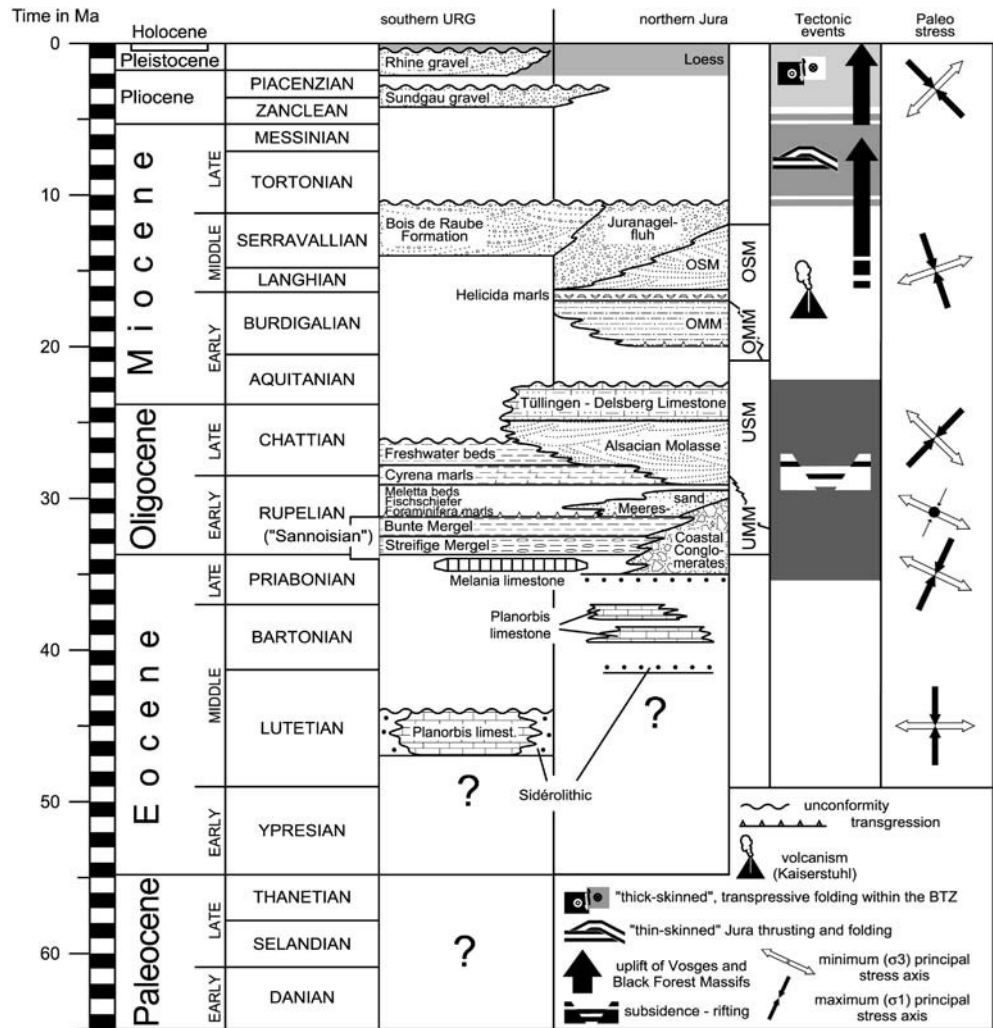 Time in Ma
southern URG
northern Jura
Tectonic
events
Paleo
stress
0
10
20
30
40
50
60
Holocene
Pleistocene
Pliocene
Miocene
Oligocene
Eocene
Paleocene
LATE
MIDDLE
EARLY
LATE
EARLY
LATE
MIDDLE
EARLY
LATE
EARLY
PIACENZIAN
ZANCLEAN
MESSINIAN
TORTONIAN
SERRAVALLIAN
LANGHIAN
BURDIGALIAN
AQUITANIAN
CHATTIAN
RUPELIAN
("Sannoisian")
PRIABONIAN
BARTONIAN
LUTETIAN
YPRESIAN
THANETIAN
SELANDIAN
DANIAN
Rhine gravel
Loess
Sundgau gravel
Bois de Raube
Formation
Juranagel-
fluh
OSM
Helicida marls
OMM
Tüllingen - Delsberg Limestone
Alsacian Molasse
Freshwater beds
Cyrena marls
Meletta beds
Fischschiefer
Foraminifera marls
sand
Meeres-
Bunte Mergel
Streifige Mergel
Coastal
Conglo-
merates
Melania limestone
Planorbis
limestone
Planorbis limest.
Sidérolithic
?
?
?
OSM
OMM
USM
UMM
unconformity
transgression
volcanism
(Kaiserstuhl)
"thick-skinned", transpressive folding within the BTZ
"thin-skinned" Jura thrusting and folding
uplift of Vosges and
Black Forest Massifs
subsidence - rifting
minimum (σ3) principal
stress axis
maximum (σ1) principal
stress axis